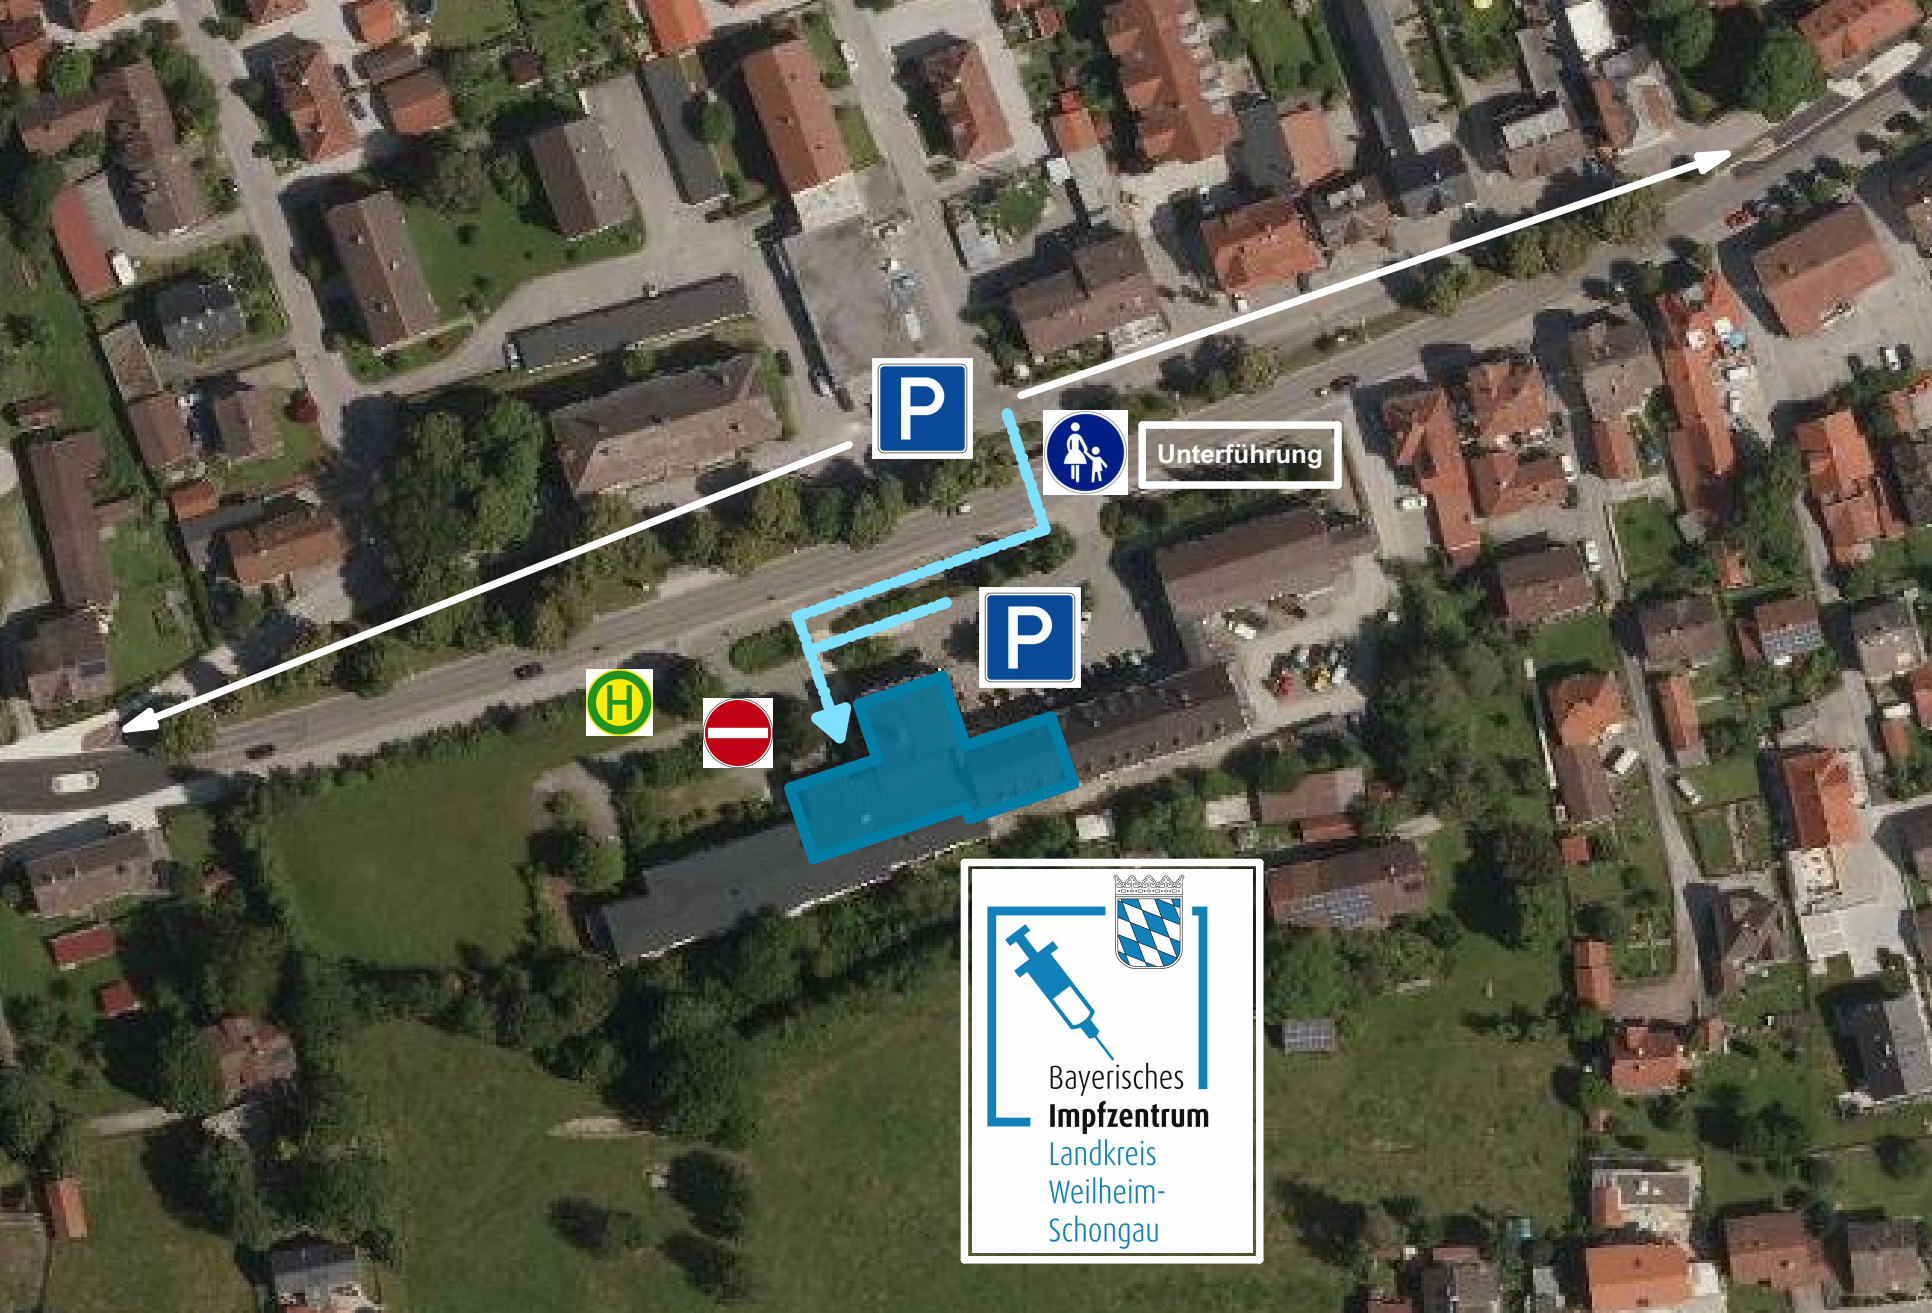 P
Unterführung
P
H
Bayerisches
Impfzentrum
Landkreis
Weilheim-
Schongau